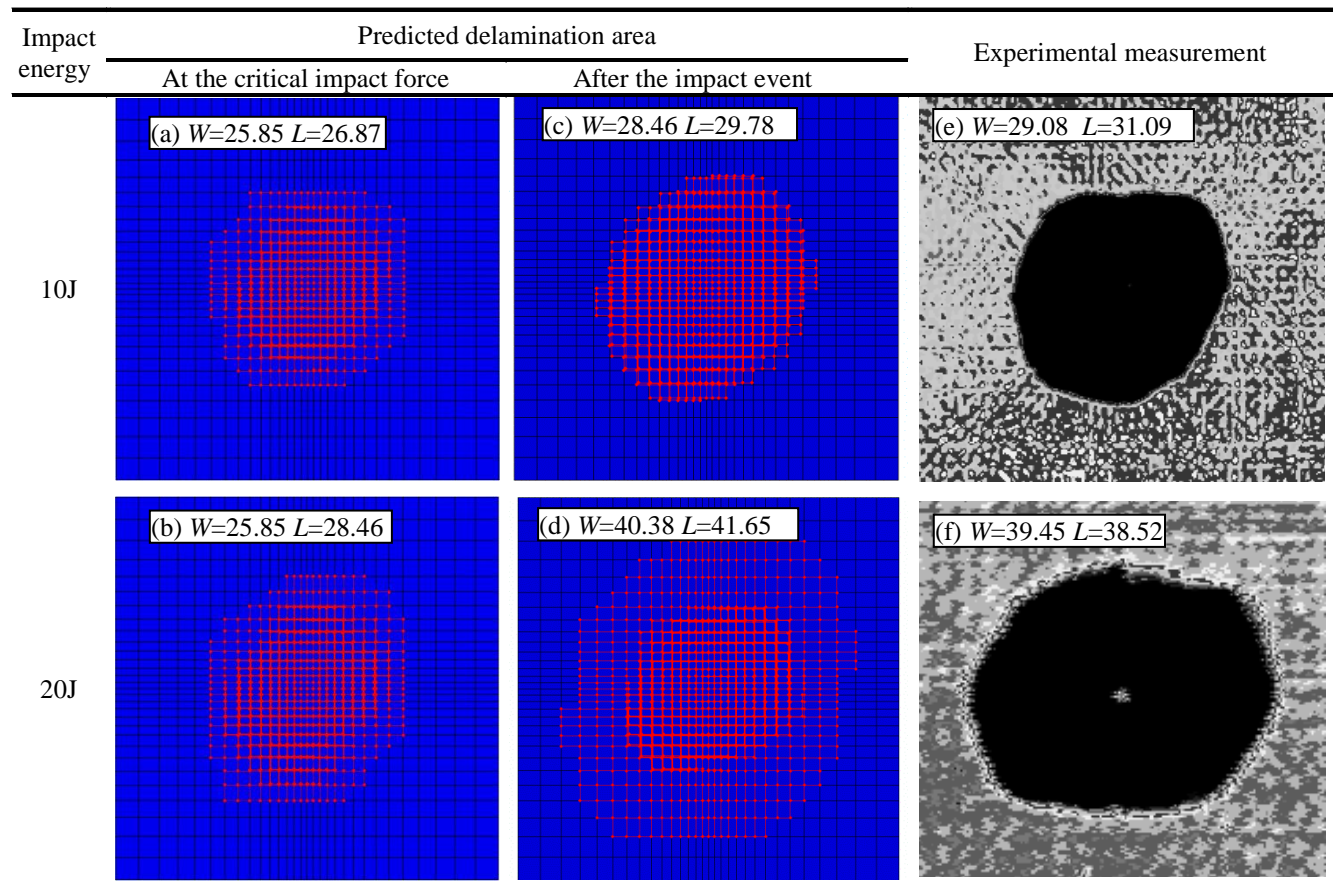 Impact energy
Predicted delamination area
Experimental measurement
At the critical impact force
After the impact event
(a) W=25.85 L=26.87
(c) W=28.46 L=29.78
(e) W=29.08 L=31.09
10J
(b) W=25.85 L=28.46
(d) W=40.38 L=41.65
(f) W=39.45 L=38.52
20J